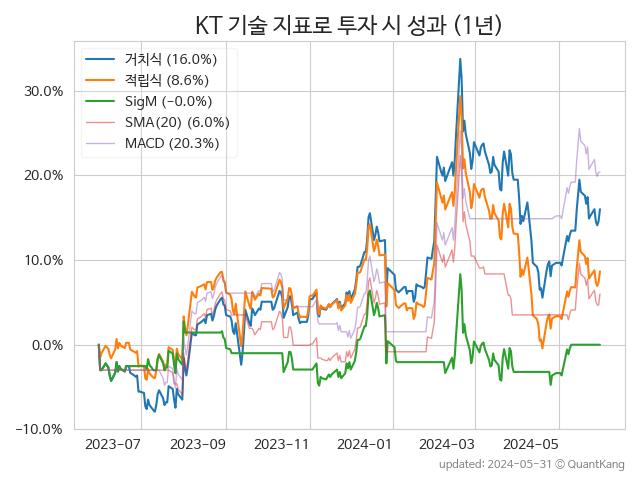 KT 기술 지표로 투자 시 성과 (1년)
거치식 (16.0%)
적립식 (8.6%)
SigM (−0.0%)
SMA(20) (6.0%)
MACD (20.3%)
30.0%
20.0%
10.0%
0.0%
−10.0%
2023-07 2023-09 2023-11 2024-01 2024-03 2024-05
updated: 2024-05-31 © QuantKang